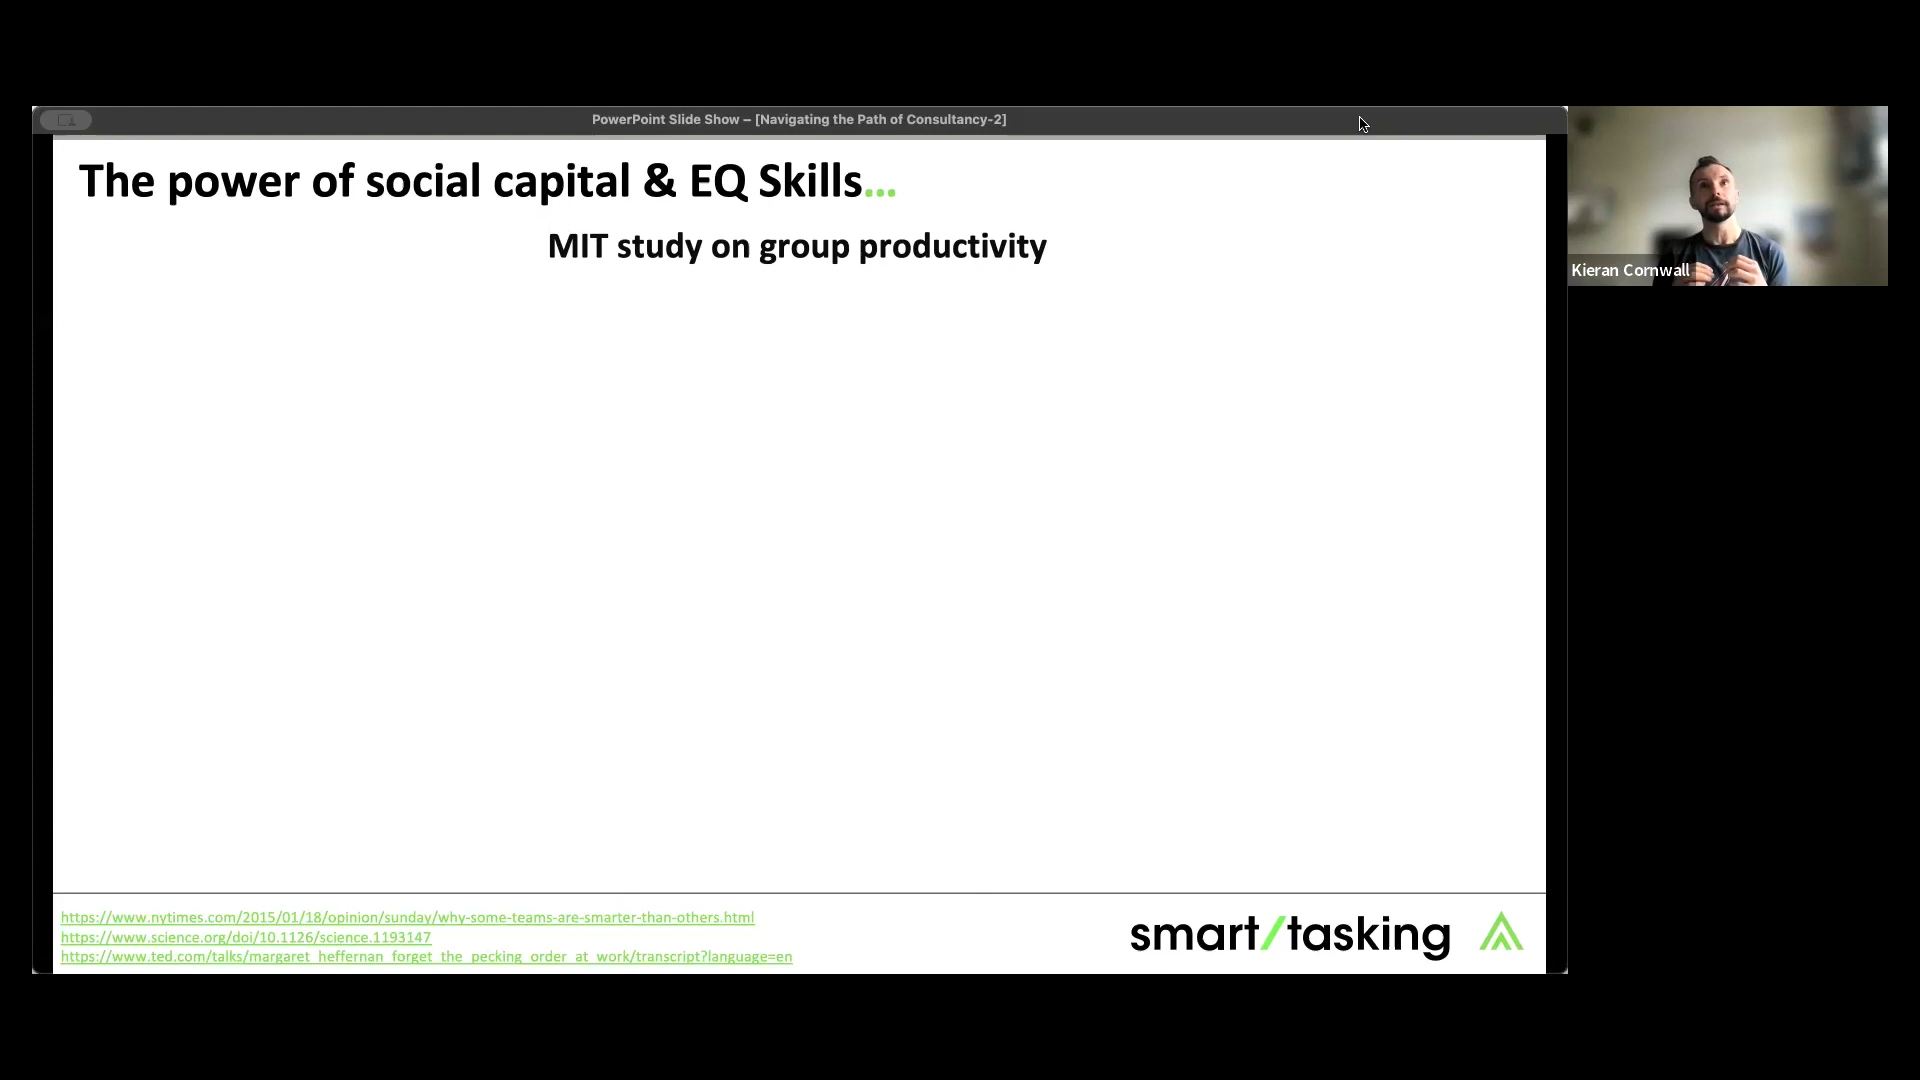 PowerPoint Slide Show – [Navigating the Path of Consultancy-2]
The power of social capital & EQ Skills...
MIT study on group productivity
Kieran Cornwall
https://www.nytimes.com/2015/01/18/opinion/sunday/why-some-teams-are-smarter-than-others.html
https://www.science.org/doi/10.1126/science.1193147
https://www.ted.com/talks/margaret_heffernan_forget_the_pecking_order_at_work/transcript?language=en
smart/tasking